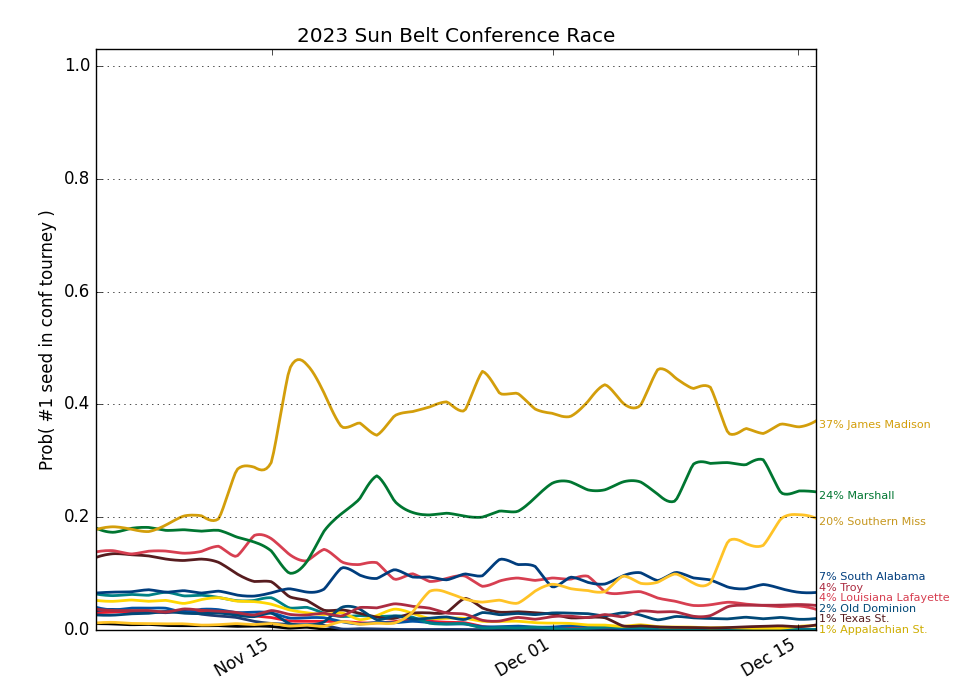 2023 Sun Belt Conference Race
Prob( #1 seed in conf tourney )
1.0
0.8
0.6
0.4
0.2
0.0
Nov 15
Dec 01
Dec 15
37% James Madison
24% Marshall
20% Southern Miss
7% South Alabama
4% Troy
4% Louisiana Lafayette
2% Old Dominion
1% Texas St.
1% Appalachian St.